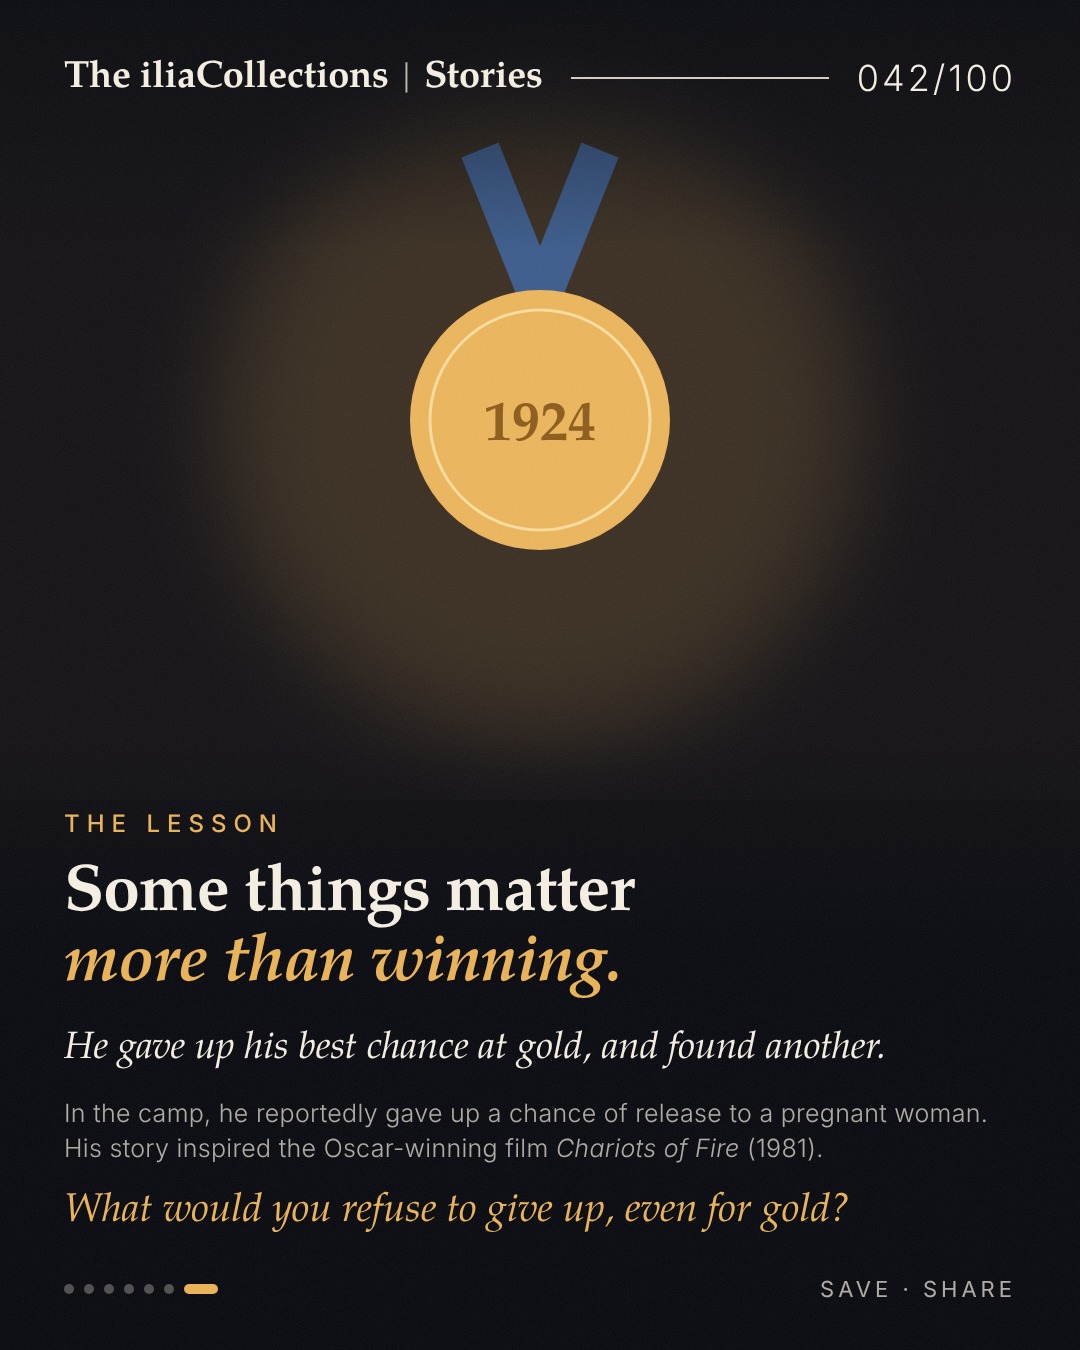 The iliaCollections | Stories 042/100
1924
THE LESSON
Some things matter
more than winning.
He gave up his best chance at gold, and found another.
In the camp, he reportedly gave up a chance of release to a pregnant woman.
His story inspired the Oscar-winning film Chariots of Fire (1981).
What would you refuse to give up, even for gold?
SAVE · SHARE